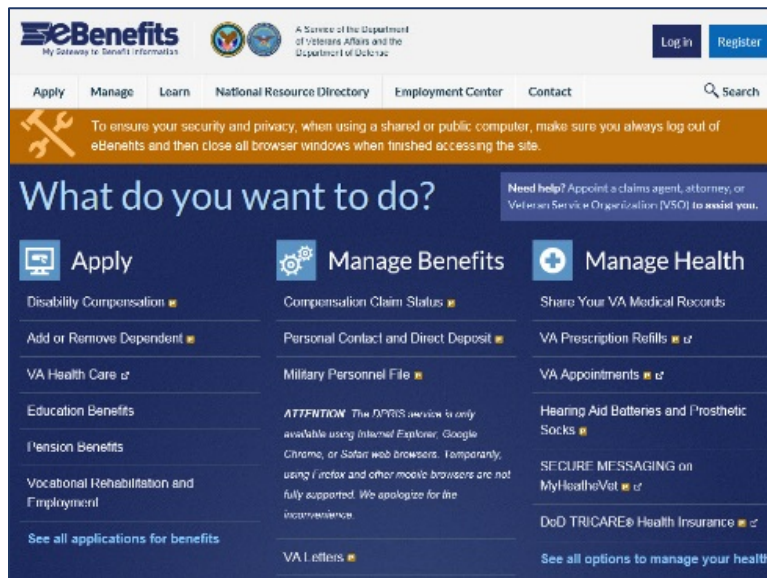 eBenefits
My Gateway to Benefit Information
A Service of the Department
of Veterans Affairs and the
Department of Defense
Log in
Register
Apply
Manage
Learn
National Resource Directory
Employment Center
Contact
Search
To ensure your security and privacy, when using a shared or public computer, make sure you always log out of
eBenefits and then close all browser windows when finished accessing the site.
What do you want to do?
Need help? Appoint a claims agent, attorney, or
Veteran Service Organization (VSO) to assist you.
Apply
Disability Compensation
Add or Remove Dependent
VA Health Care
Education Benefits
Pension Benefits
Vocational Rehabilitation and
Employment
See all applications for benefits
Manage Benefits
Compensation Claim Status
Personal Contact and Direct Deposit
Military Personnel File
ATTENTION The DPRIS service is only
available using Internet Explorer, Google
Chrome, or Safari web browsers. Temporarily,
using Firefox and other mobile browsers are not
fully supported. We apologize for the
inconvenience.
VA Letters
Manage Health
Share Your VA Medical Records
VA Prescription Refills
VA Appointments
Hearing Aid Batteries and Prosthetic
Socks
SECURE MESSAGING on
MyHealtheVet
DoD TRICARE® Health Insurance
See all options to manage your health